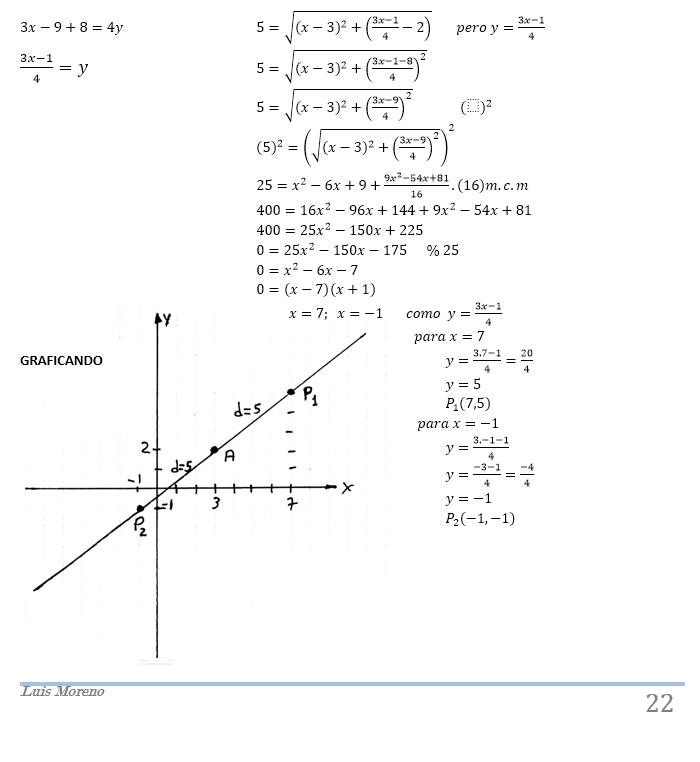 3x − 9 + 8 = 4y
(3x−1)/4 = y
5 = √((x − 3)² + ((3x−1)/4 − 2)) pero y = (3x−1)/4
5 = √((x − 3)² + ((3x−1−8)/4)²)
5 = √((x − 3)² + ((3x−9)/4)²) (⬚)²
(5)² = (√((x − 3)² + ((3x−9)/4)²))²
25 = x² − 6x + 9 + (9x²−54x+81)/16 . (16)m.c.m
400 = 16x² − 96x + 144 + 9x² − 54x + 81
400 = 25x² − 150x + 225
0 = 25x² − 150x − 175 % 25
0 = x² − 6x − 7
0 = (x − 7)(x + 1)
x = 7; x = −1 como y = (3x−1)/4
para x = 7
y = (3.7−1)/4 = 20/4
y = 5
P₁(7,5)
para x = −1
y = (3.−1−1)/4
y = (−3−1)/4 = −4/4
y = −1
P₂(−1, −1)
GRAFICANDO
Y
P₁
d=5
2
A
d=5
−1
X
−1
3
7
P₂
Luis Moreno
22